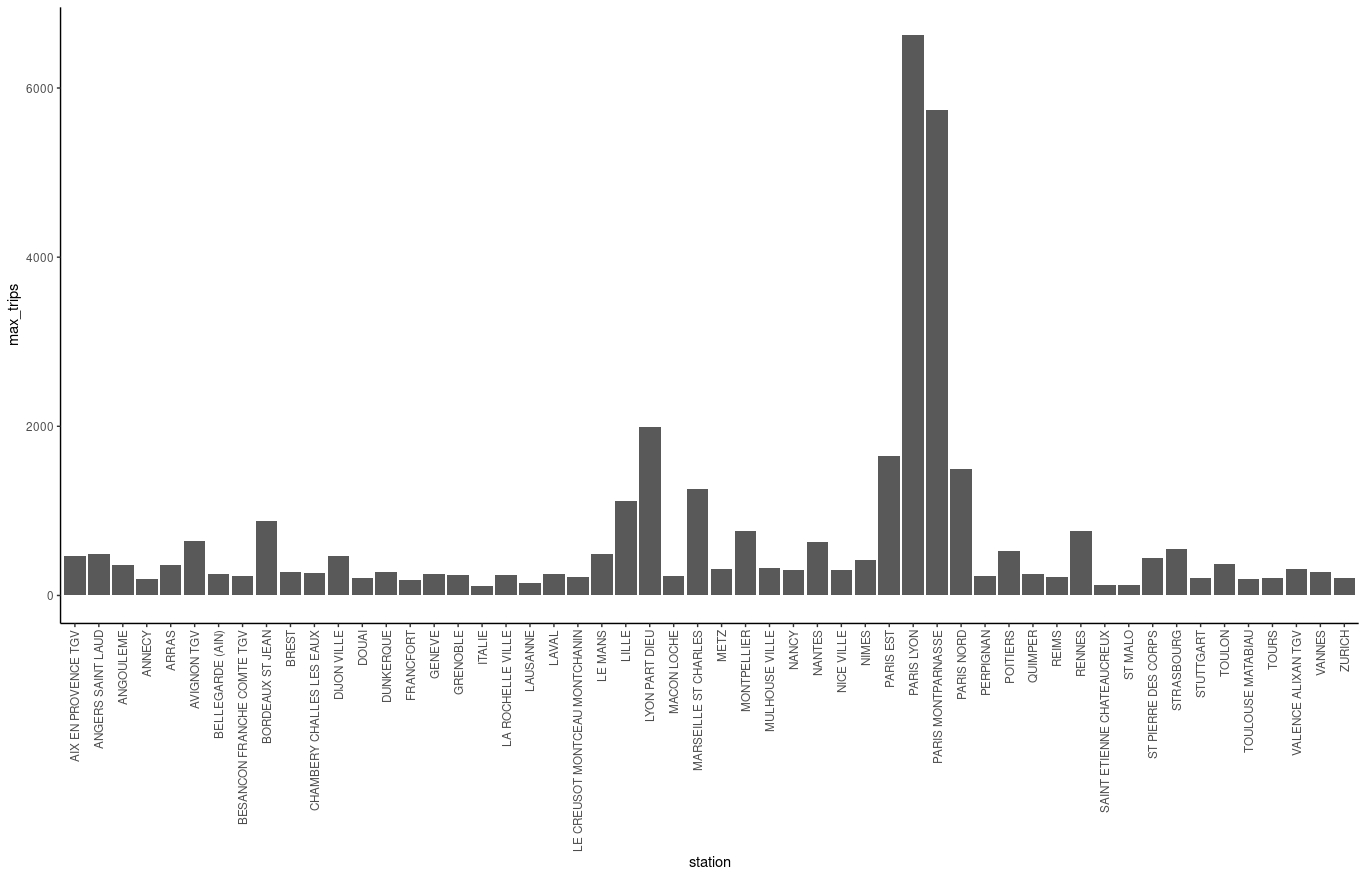 max_trips
6000
4000
2000
0
AIX EN PROVENCE TGV
ANGERS SAINT LAUD
ANGOULEME
ANNECY
ARRAS
AVIGNON TGV
BELLEGARDE (AIN)
BESANCON FRANCHE COMTE TGV
BORDEAUX ST JEAN
BREST
CHAMBERY CHALLES LES EAUX
DIJON VILLE
DOUAI
DUNKERQUE
FRANCFORT
GENEVE
GRENOBLE
ITALIE
LA ROCHELLE VILLE
LAUSANNE
LAVAL
LE CREUSOT MONTCEAU MONTCHANIN
LE MANS
LILLE
LYON PART DIEU
MACON LOCHE
MARSEILLE ST CHARLES
METZ
MONTPELLIER
MULHOUSE VILLE
NANCY
NANTES
NICE VILLE
NIMES
PARIS EST
PARIS LYON
PARIS MONTPARNASSE
PARIS NORD
PERPIGNAN
POITIERS
QUIMPER
REIMS
RENNES
SAINT ETIENNE CHATEAUCREUX
ST MALO
ST PIERRE DES CORPS
STRASBOURG
STUTTGART
TOULON
TOULOUSE MATABIAU
TOURS
VALENCE ALIXAN TGV
VANNES
ZURICH
station